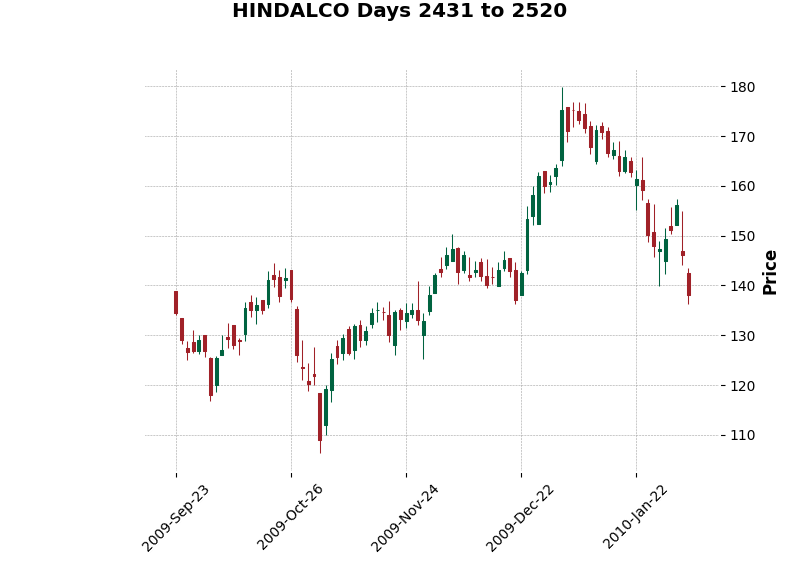 HINDALCO Days 2431 to 2520
180
170
160
150
140
130
120
110
Price
2009-Sep-23
2009-Oct-26
2009-Nov-24
2009-Dec-22
2010-Jan-22